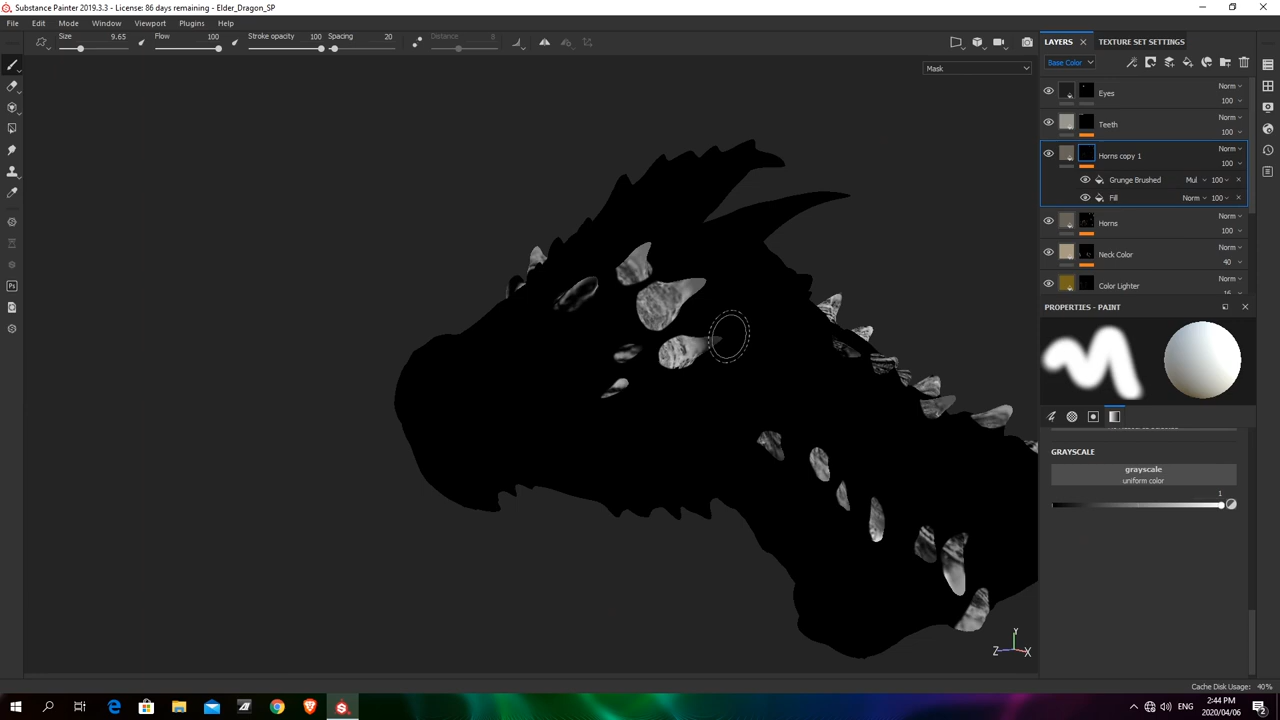 Substance Painter 2019.3.3 - License: 86 days remaining - Elder_Dragon_SP
File Edit Mode Window Viewport Plugins Help
Size 9.65 Flow 100 Stroke opacity 100 Spacing 20 Distance 8
LAYERS TEXTURE SET SETTINGS
Base Color
Mask
Eyes Norm 100
Teeth Norm 100
Horns copy 1 Norm 100
Grunge Brushed Mul 100
Fill Norm 100
Horns Norm 100
Neck Color Norm 40
Color Lighter Norm
PROPERTIES - PAINT
GRAYSCALE
grayscale
uniform color
1
Y
Z X
Cache Disk Usage: 40%
Ps
ENG
2:44 PM
2020/04/06
2